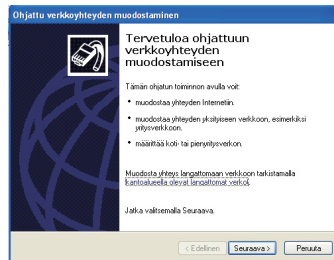 Ohjattu verkkoyhteyden muodostaminen
Tervetuloa ohjattuun
verkkoyhteyden
muodostamiseen
Tämän ohjatun toiminnon avulla voit:
• muodostaa yhteyden Internetiin.
• muodostaa yhteyden yksityiseen verkkoon, esimerkiksi
yritysverkkoon.
• määrittää koti- tai pienyritysverkon.
Muodosta yhteys langattomaan verkkoon tarkistamalla
kantoalueella olevat langattomat verkot.
Jatka valitsemalla Seuraava.
< Edellinen Seuraava > Peruuta